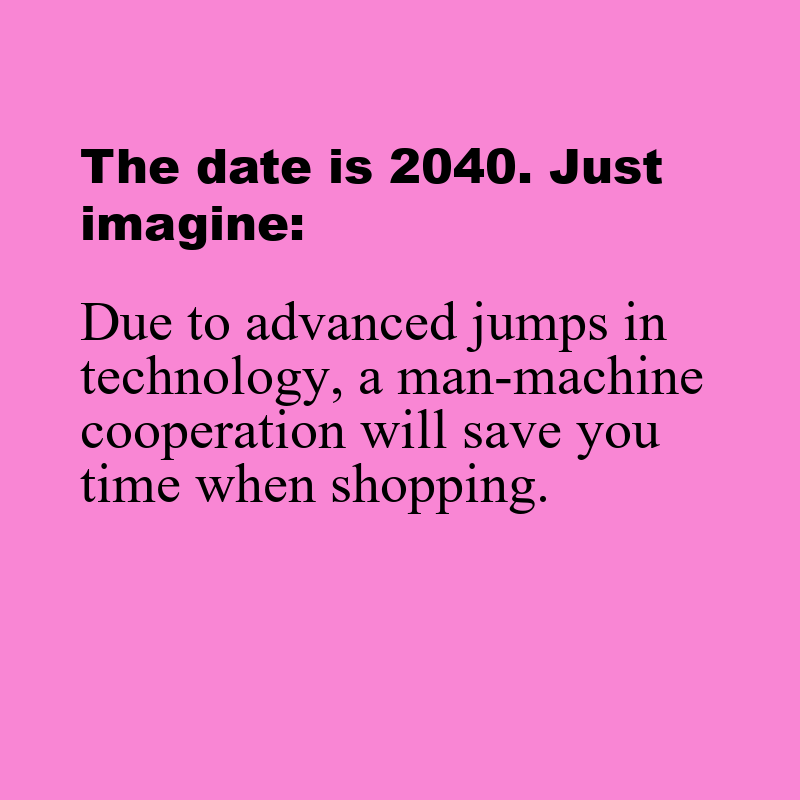 The date is 2040. Just
imagine:
Due to advanced jumps in
technology, a man-machine
cooperation will save you
time when shopping.